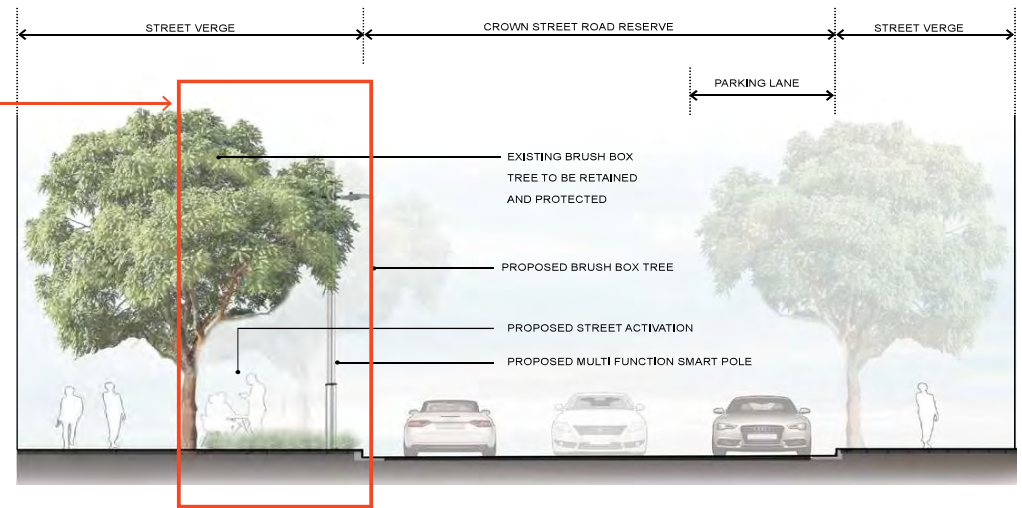 STREET VERGE
CROWN STREET ROAD RESERVE
STREET VERGE
PARKING LANE
EXISTING BRUSH BOX
TREE TO BE RETAINED
AND PROTECTED
PROPOSED BRUSH BOX TREE
PROPOSED STREET ACTIVATION
PROPOSED MULTI FUNCTION SMART POLE